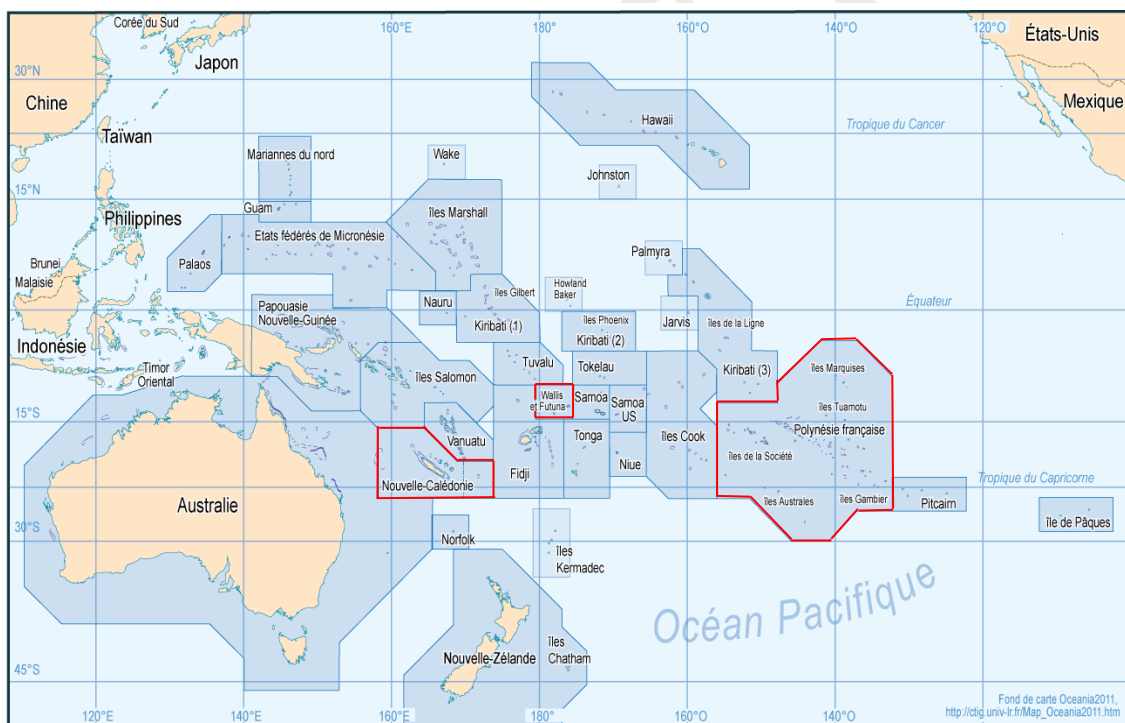 Corée du Sud
160°E
180°
160°O
140°O
120°O
États-Unis
Japon
30°N
Chine
Mexique
Hawaii
Tropique du Cancer
Taïwan
Mariannes du nord
Wake
Johnston
15°N
Guam
îles Marshall
Philippines
Etats fédérés de Micronésie
Palmyra
Brunei
Palaos
Malaisie
Howland
Baker
îles Gilbert
Nauru
Papouasie
Nouvelle-Guinée
Équateur
Kiribati (1)
îles Phoenix
Kiribati (2)
Jarvis
îles de la Ligne
Indonésie
Timor
Oriental
Tuvalu
Tokelau
Kiribati (3)
îles Marquises
îles Salomon
Wallis
et Futuna
Samoa
Samoa
US
îles Tuamotu
15°S
Polynésie française
Vanuatu
Tonga
îles Cook
îles de la Société
Fidji
Niue
Nouvelle-Calédonie
Tropique du Capricorne
Australie
îles Australes
îles Gambier
Pitcairn
île de Pâques
30°S
Norfolk
îles
Kermadec
Océan Pacifique
Nouvelle-Zélande
îles
Chatham
45°S
Fond de carte Oceania2011,
http://ctig.univ-lr.fr/Map_Oceania2011.htm
120°E
140°E
160°E
180°
160°O
140°O